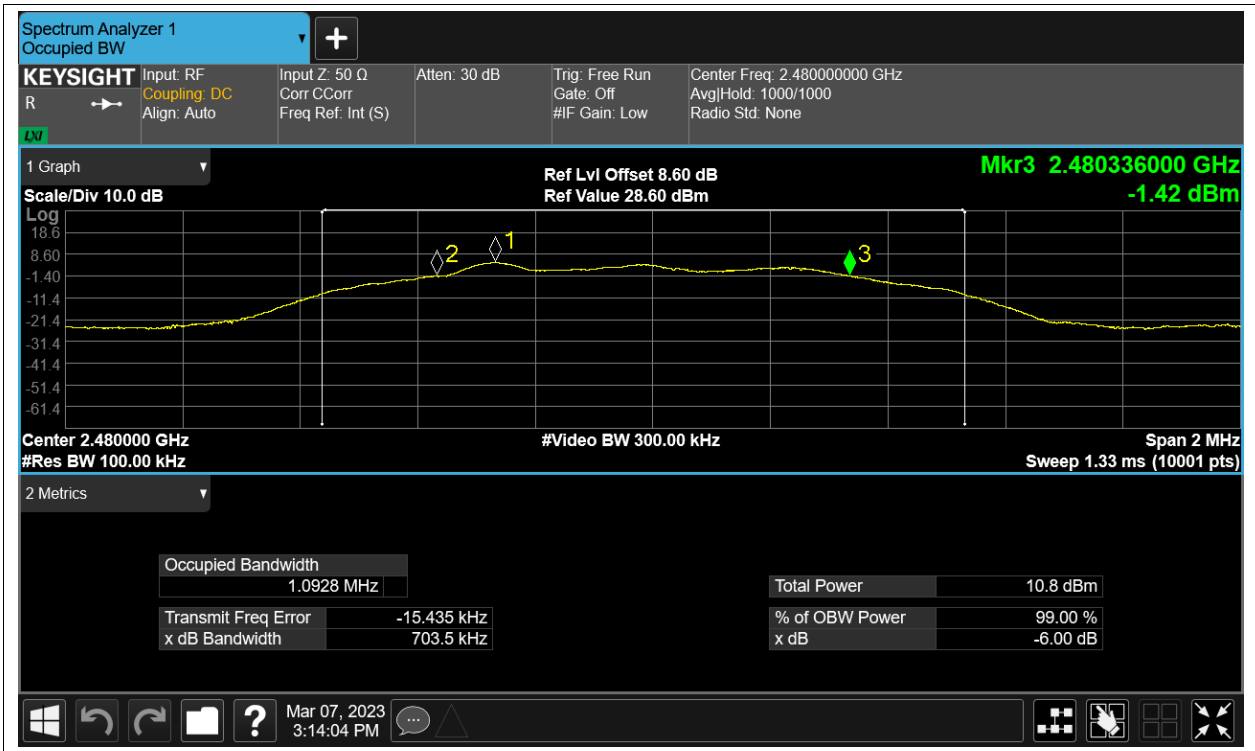 Spectrum Analyzer 1
Occupied BW
+
KEYSIGHT
R
LXI
Input: RF
Coupling: DC
Align: Auto
Input Z: 50 Ω
Corr CCorr
Freq Ref: Int (S)
Atten: 30 dB
Trig: Free Run
Gate: Off
#IF Gain: Low
Center Freq: 2.480000000 GHz
Avg|Hold: 1000/1000
Radio Std: None
1 Graph
Scale/Div 10.0 dB
Ref Lvl Offset 8.60 dB
Ref Value 28.60 dBm
Mkr3 2.480336000 GHz
-1.42 dBm
Log
18.6
8.60
-1.40
-11.4
-21.4
-31.4
-41.4
-51.4
-61.4
2
1
3
Center 2.480000 GHz
#Res BW 100.00 kHz
#Video BW 300.00 kHz
Span 2 MHz
Sweep 1.33 ms (10001 pts)
2 Metrics
Occupied Bandwidth
1.0928 MHz
Transmit Freq Error -15.435 kHz
x dB Bandwidth 703.5 kHz
Total Power 10.8 dBm
% of OBW Power 99.00 %
x dB -6.00 dB
?
Mar 07, 2023
3:14:04 PM